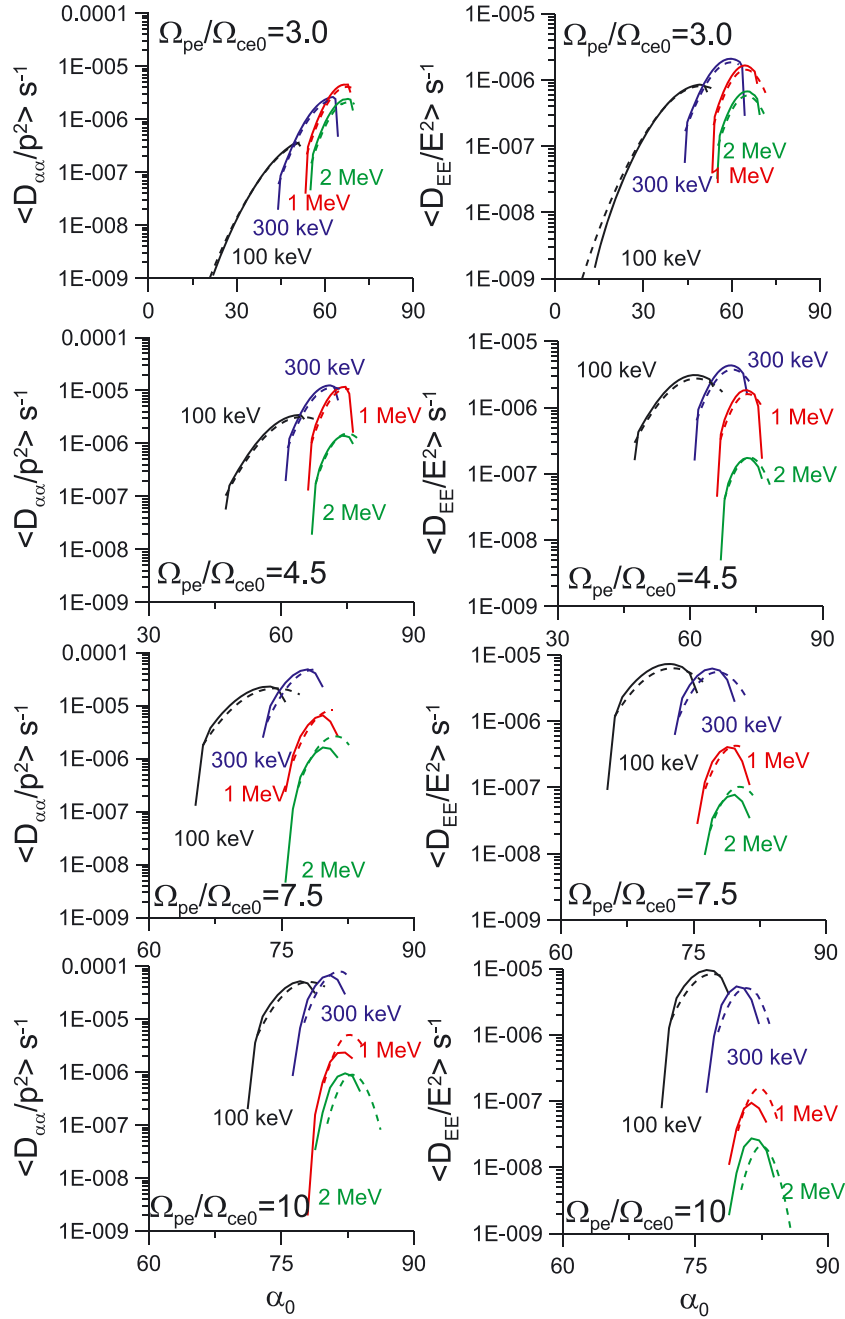 Ωpe/Ωce0=3.0
<Dαα/p²> s⁻¹
0.0001
1E-005
1E-006
1E-007
1E-008
1E-009
0
30
60
90
100 keV
300 keV
1 MeV
2 MeV
Ωpe/Ωce0=3.0
<DEE/E²> s⁻¹
1E-005
1E-006
1E-007
1E-008
1E-009
0
30
60
90
100 keV
300 keV
1 MeV
2 MeV
<Dαα/p²> s⁻¹
0.0001
1E-005
1E-006
1E-007
1E-008
1E-009
30
60
90
300 keV
100 keV
1 MeV
2 MeV
Ωpe/Ωce0=4.5
<DEE/E²> s⁻¹
1E-005
1E-006
1E-007
1E-008
1E-009
30
60
90
100 keV
300 keV
1 MeV
2 MeV
Ωpe/Ωce0=4.5
<Dαα/p²> s⁻¹
0.0001
1E-005
1E-006
1E-007
1E-008
1E-009
60
75
90
300 keV
1 MeV
100 keV
2 MeV
Ωpe/Ωce0=7.5
<DEE/E²> s⁻¹
1E-005
1E-006
1E-007
1E-008
1E-009
60
75
90
300 keV
100 keV
1 MeV
2 MeV
Ωpe/Ωce0=7.5
<Dαα/p²> s⁻¹
0.0001
1E-005
1E-006
1E-007
1E-008
1E-009
60
75
90
300 keV
1 MeV
100 keV
2 MeV
Ωpe/Ωce0=10
α0
<DEE/E²> s⁻¹
1E-005
1E-006
1E-007
1E-008
1E-009
60
75
90
300 keV
100 keV
1 MeV
2 MeV
Ωpe/Ωce0=10
α0